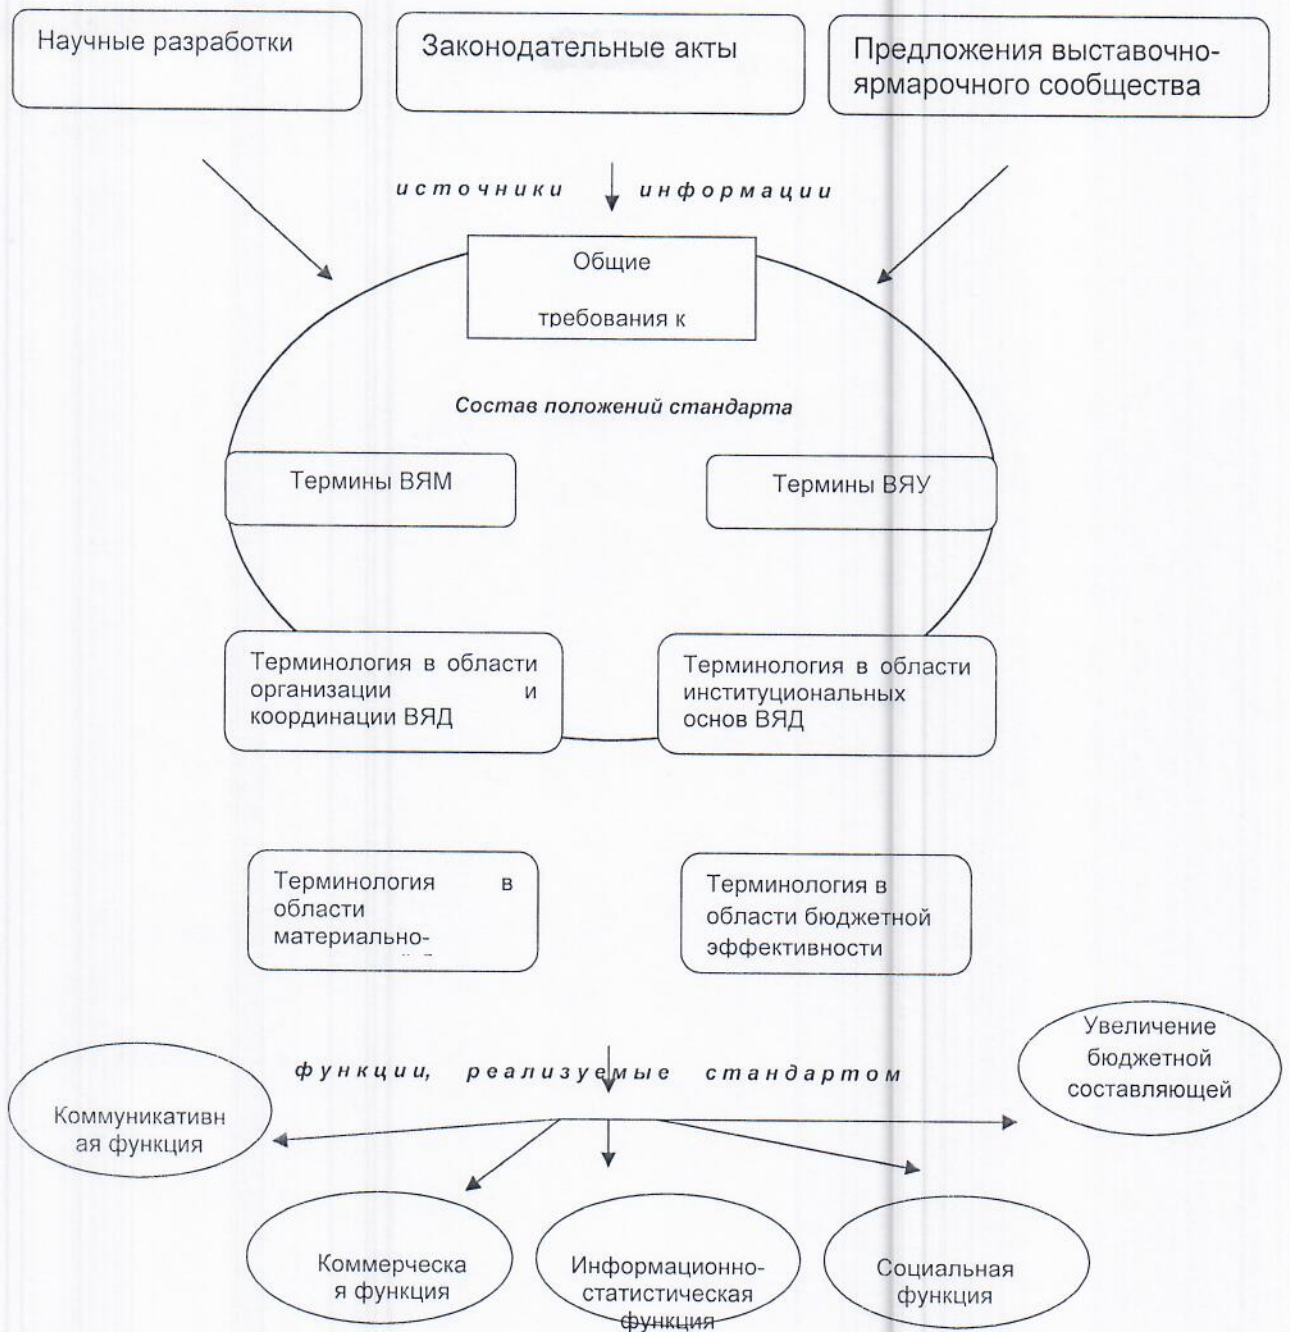 Научные разработки
Законодательные акты
Предложения выставочно-
ярмарочного сообщества
источники информации
Общие
требования к
Состав положений стандарта
Термины ВЯМ
Термины ВЯУ
Терминология в области
организации и
координации ВЯД
Терминология в области
институциональных
основ ВЯД
Терминология в
области
материально-
Терминология в
области бюджетной
эффективности
функции, реализуемые стандартом
Увеличение
бюджетной
составляющей
Коммуникативн
ая функция
Коммерческа
я функция
Информационно-
статистическая
функция
Социальная
функция